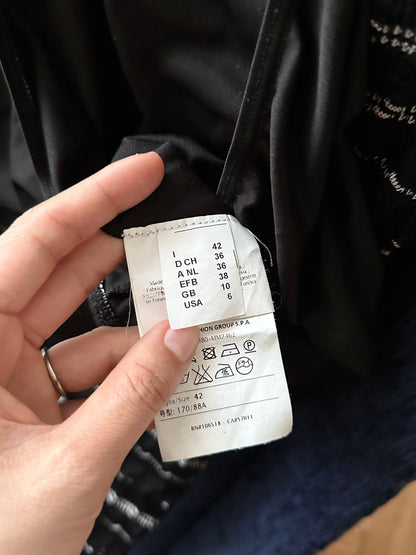 I 42
D CH 36
A NL 36
EFB 38
GB 10
USA 6
HION GROUP S.P.A.
/Size 42
170/88A
RN#106518 - CA#57011